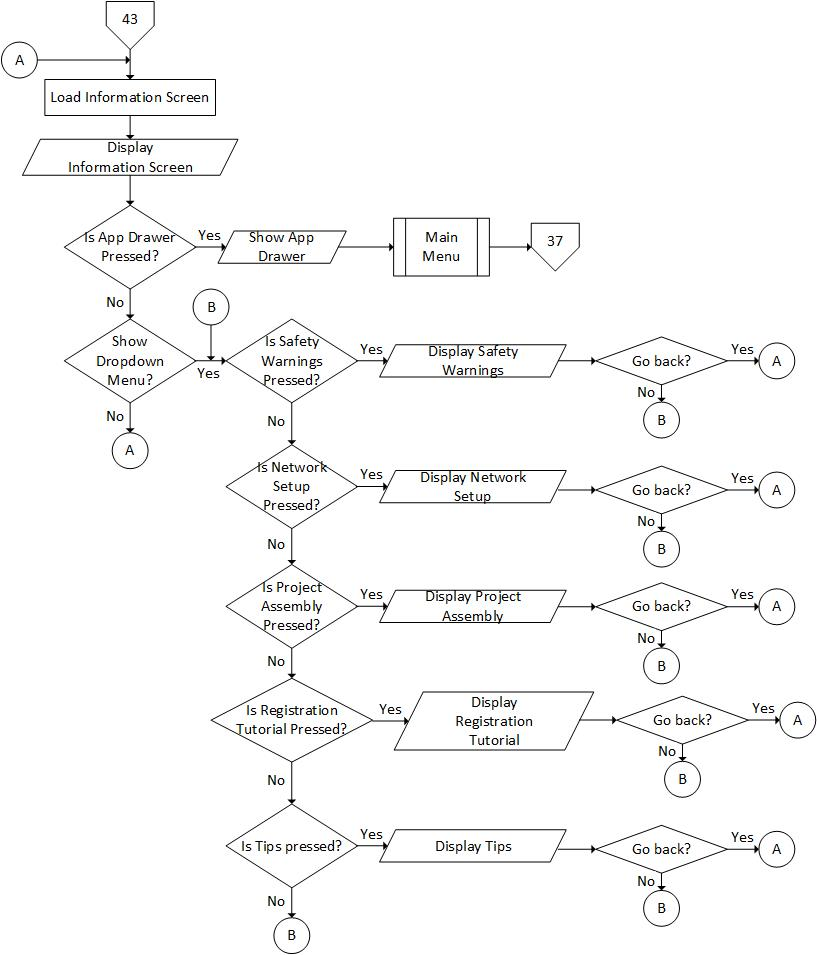 43
A
Load Information Screen
Display
Information Screen
Is App Drawer
Pressed?
Yes
Show App
Drawer
Main
Menu
37
No
B
Show
Dropdown
Menu?
Yes
Is Safety
Warnings
Pressed?
Yes
Display Safety
Warnings
Go back?
Yes
A
No
B
No
A
No
Is Network
Setup
Pressed?
Yes
Display Network
Setup
Go back?
Yes
A
No
B
No
Is Project
Assembly
Pressed?
Yes
Display Project
Assembly
Go back?
Yes
A
No
B
No
Is Registration
Tutorial Pressed?
Yes
Display
Registration
Tutorial
Go back?
Yes
A
No
B
No
Is Tips pressed?
Yes
Display Tips
Go back?
Yes
A
No
B
No
B